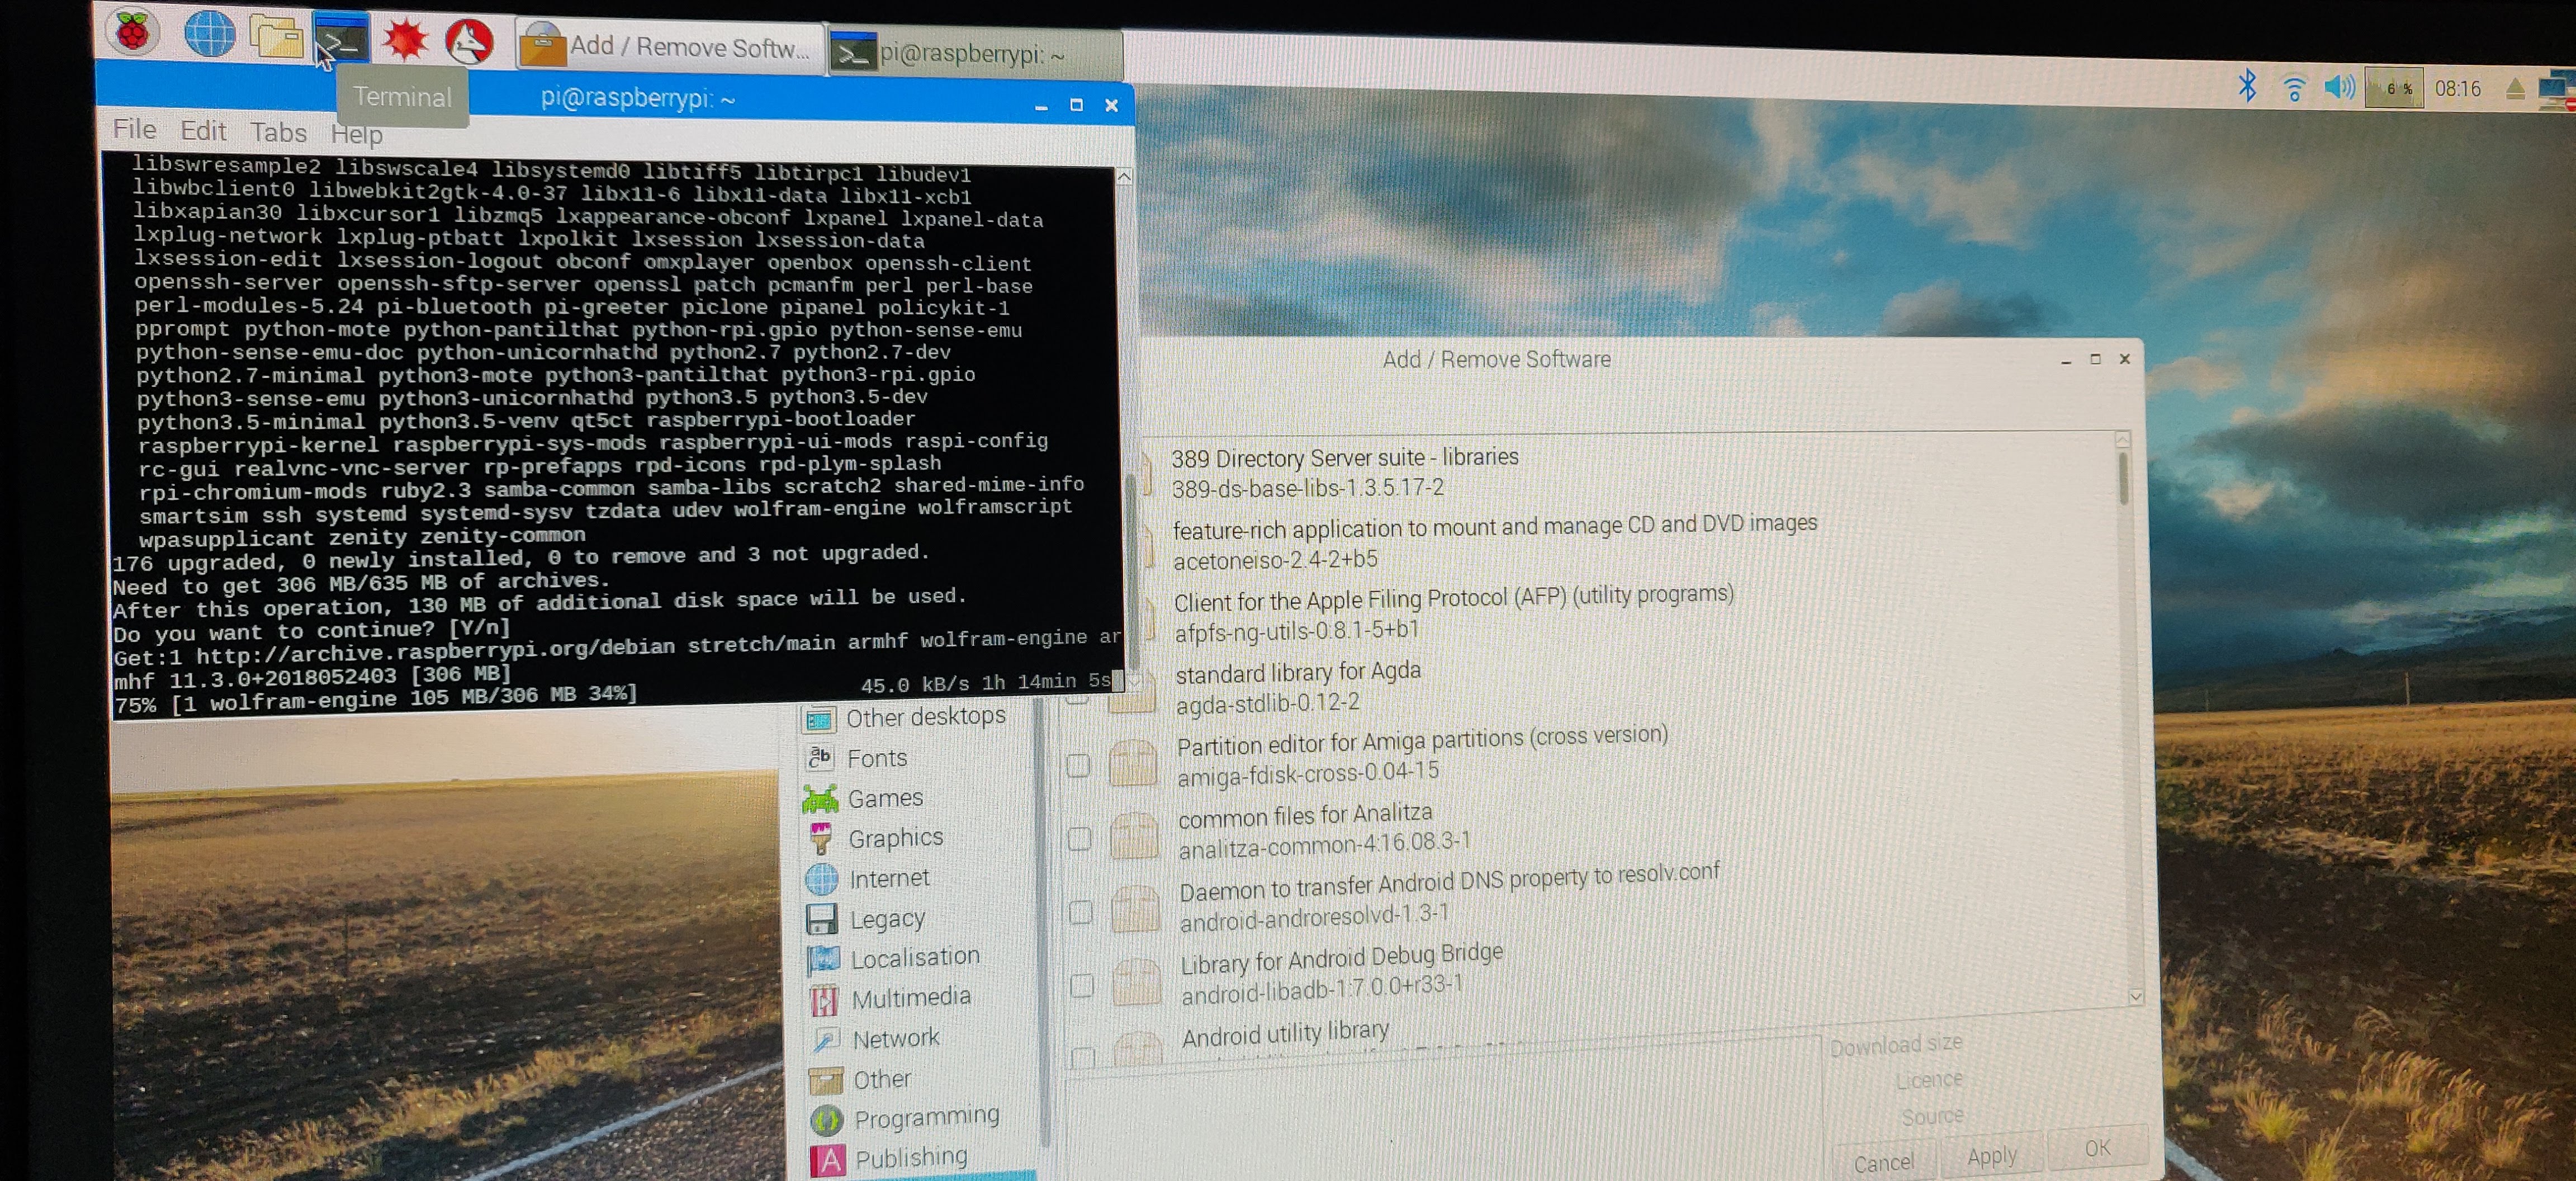 Add / Remove Softw...
pi@raspberrypi: ~
6 %
08:16
Terminal
pi@raspberrypi: ~
File Edit Tabs Help
libswresample2 libswscale4 libsystemd0 libtiff5 libtirpc1 libudev1
libwbclient0 libwebkit2gtk-4.0-37 libx11-6 libx11-data libx11-xcb1
libxapian30 libxcursor1 libzmq5 lxappearance-obconf lxpanel lxpanel-data
lxplug-network lxplug-ptbatt lxpolkit lxsession lxsession-data
lxsession-edit lxsession-logout obconf omxplayer openbox openssh-client
openssh-server openssh-sftp-server openssl patch pcmanfm perl perl-base
perl-modules-5.24 pi-bluetooth pi-greeter piclone pipanel policykit-1
pprompt python-mote python-pantilthat python-rpi.gpio python-sense-emu
python-sense-emu-doc python-unicornhathd python2.7 python2.7-dev
python2.7-minimal python3-mote python3-pantilthat python3-rpi.gpio
python3-sense-emu python3-unicornhathd python3.5 python3.5-dev
python3.5-minimal python3.5-venv qt5ct raspberrypi-bootloader
raspberrypi-kernel raspberrypi-sys-mods raspberrypi-ui-mods raspi-config
rc-gui realvnc-vnc-server rp-prefapps rpd-icons rpd-plym-splash
rpi-chromium-mods ruby2.3 samba-common samba-libs scratch2 shared-mime-info
smartsim ssh systemd systemd-sysv tzdata udev wolfram-engine wolframscript
wpasupplicant zenity zenity-common
176 upgraded, 0 newly installed, 0 to remove and 3 not upgraded.
Need to get 306 MB/635 MB of archives.
After this operation, 130 MB of additional disk space will be used.
Do you want to continue? [Y/n]
Get:1 http://archive.raspberrypi.org/debian stretch/main armhf wolfram-engine ar
mhf 11.3.0+2018052403 [306 MB]
75% [1 wolfram-engine 105 MB/306 MB 34%] 45.0 kB/s 1h 14min 5s
Add / Remove Software
Other desktops
Fonts
Games
Graphics
Internet
Legacy
Localisation
Multimedia
Network
Other
Programming
Publishing
389 Directory Server suite - libraries
389-ds-base-libs-1.3.5.17-2
feature-rich application to mount and manage CD and DVD images
acetoneiso-2.4-2+b5
Client for the Apple Filing Protocol (AFP) (utility programs)
afpfs-ng-utils-0.8.1-5+b1
standard library for Agda
agda-stdlib-0.12-2
Partition editor for Amiga partitions (cross version)
amiga-fdisk-cross-0.04-15
common files for Analitza
analitza-common-4:16.08.3-1
Daemon to transfer Android DNS property to resolv.conf
android-androresolvd-1.3-1
Library for Android Debug Bridge
android-libadb-1:7.0.0+r33-1
Android utility library
Download size
Licence
Source
Cancel Apply OK